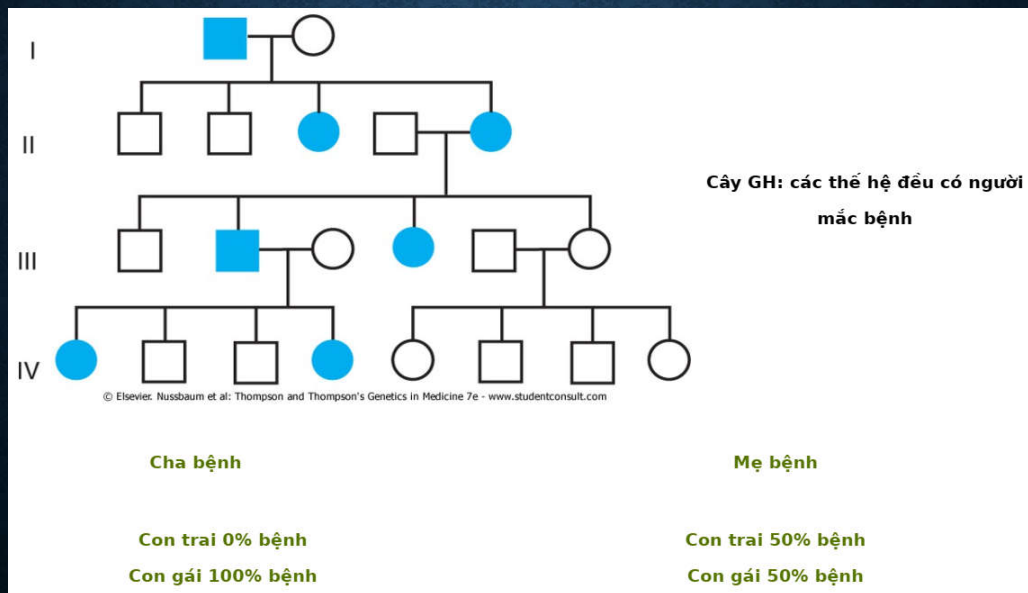 I
II
Cây GH: các thế hệ đều có người
mắc bệnh
III
IV
© Elsevier. Nussbaum et al: Thompson and Thompson's Genetics in Medicine 7e - www.studentconsult.com
Cha bệnh
Mẹ bệnh
Con trai 0% bệnh
Con trai 50% bệnh
Con gái 100% bệnh
Con gái 50% bệnh